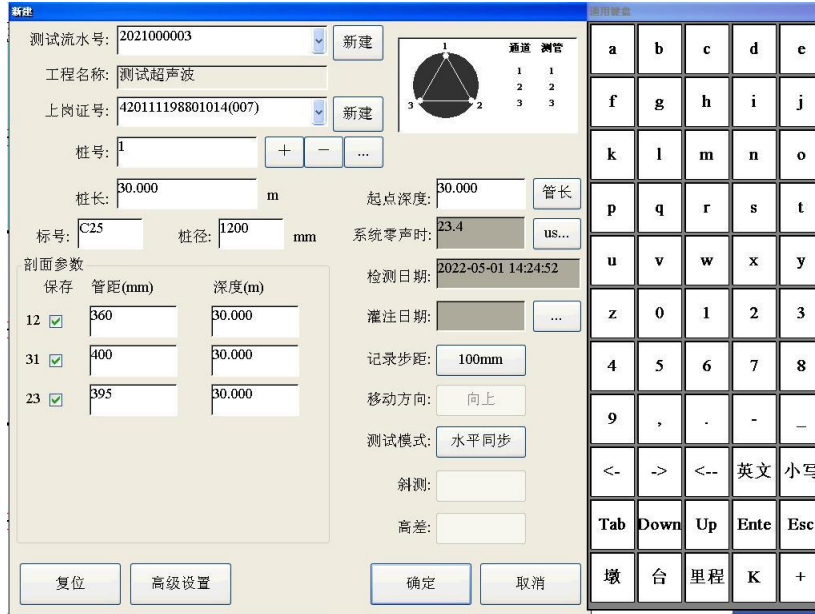 新建
通用键盘
测试流水号: 2021000003 新建
工程名称: 测试超声波
上岗证号: 420111198801014(007) 新建
桩号: 1 + − ...
桩长: 30.000 m
标号: C25 桩径: 1200 mm
剖面参数
保存 管距(mm) 深度(m)
12 360 30.000
31 400 30.000
23 395 30.000
1
3 2
通道 测管
1 1
2 2
3 3
起点深度: 30.000 管长
系统零声时: 23.4 us...
检测日期: 2022-05-01 14:24:52
灌注日期: ...
记录步距: 100mm
移动方向: 向上
测试模式: 水平同步
斜测:
高差:
复位 高级设置 确定 取消
a b c d e
f g h i j
k l m n o
p q r s t
u v w x y
z 0 1 2 3
4 5 6 7 8
9 , . - _
<- -> <-- 英文 小写
Tab Down Up Ente Esc
墩 台 里程 K +